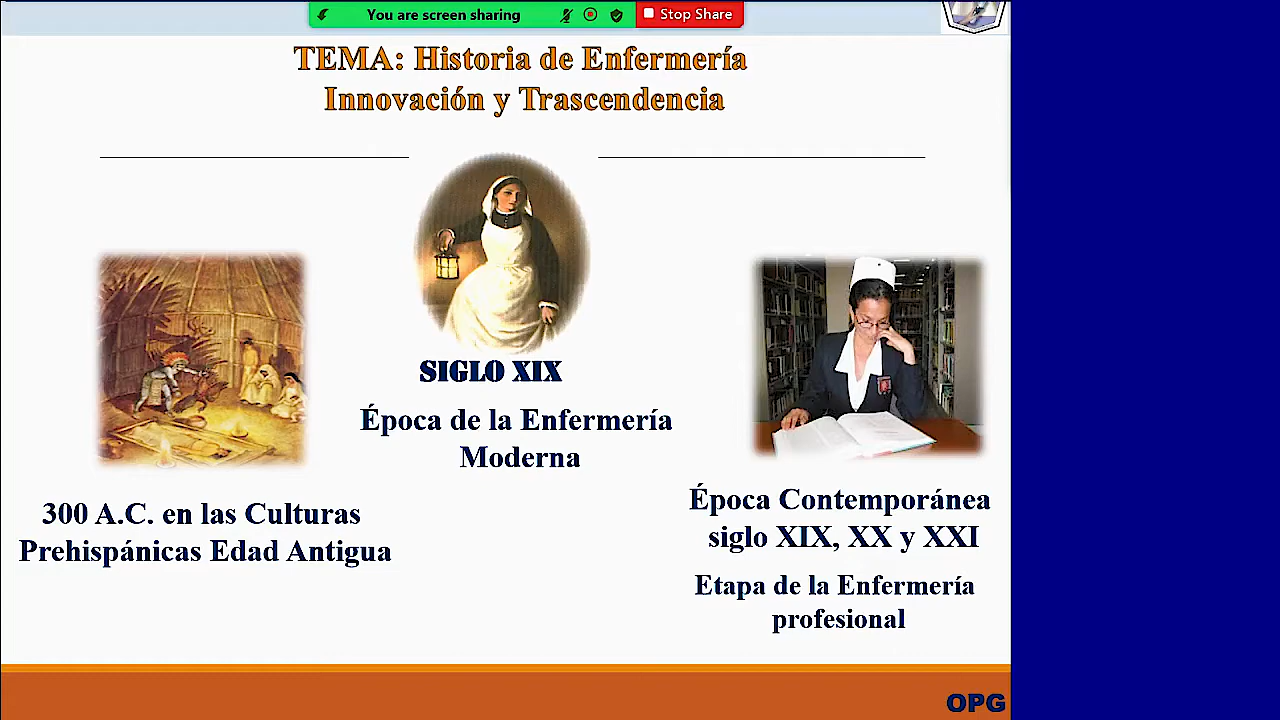 You are screen sharing
Stop Share
TEMA: Historia de Enfermería
Innovación y Trascendencia
SIGLO XIX
Época de la Enfermería
Moderna
300 A.C. en las Culturas
Prehispánicas Edad Antigua
Época Contemporánea
siglo XIX, XX y XXI
Etapa de la Enfermería
profesional
OPG